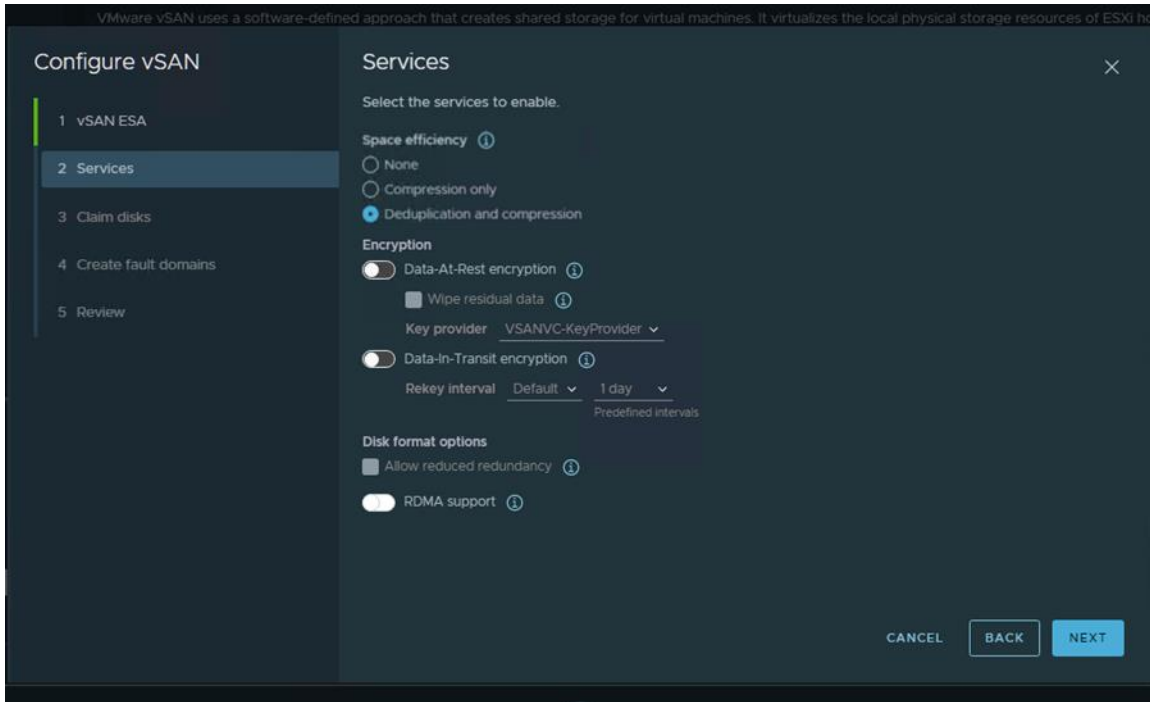 VMware vSAN uses a software-defined approach that creates shared storage for virtual machines. It virtualizes the local physical storage resources of ESXi
Configure vSAN
1 vSAN ESA
2 Services
3 Claim disks
4 Create fault domains
5 Review
Services
Select the services to enable.
Space efficiency
None
Compression only
Deduplication and compression
Encryption
Data-At-Rest encryption
Wipe residual data
Key provider VSANVC-KeyProvider
Data-In-Transit encryption
Rekey interval Default 1 day
Predefined intervals
Disk format options
Allow reduced redundancy
RDMA support
CANCEL BACK NEXT